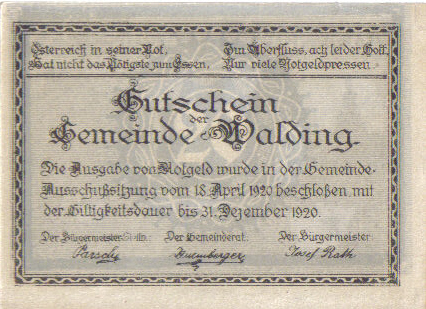 Österreich in seiner Not,
Hat nicht das Nötigste zum Essen,
Im Überfluss, ach leider Gott
Nur viele Notgeldpressen
Gutschein
der
Gemeinde Walding
Die Ausgabe von Notgeld wurde in der Gemeinde-
Ausschußsitzung vom 18. April 1920 beschloßen, mit
der Giltigkeitsdauer bis 31. Dezember 1920.
Der Bürgermeister-Stellv.: Der Gemeinderat: Der Bürgermeister:
Josef Rath